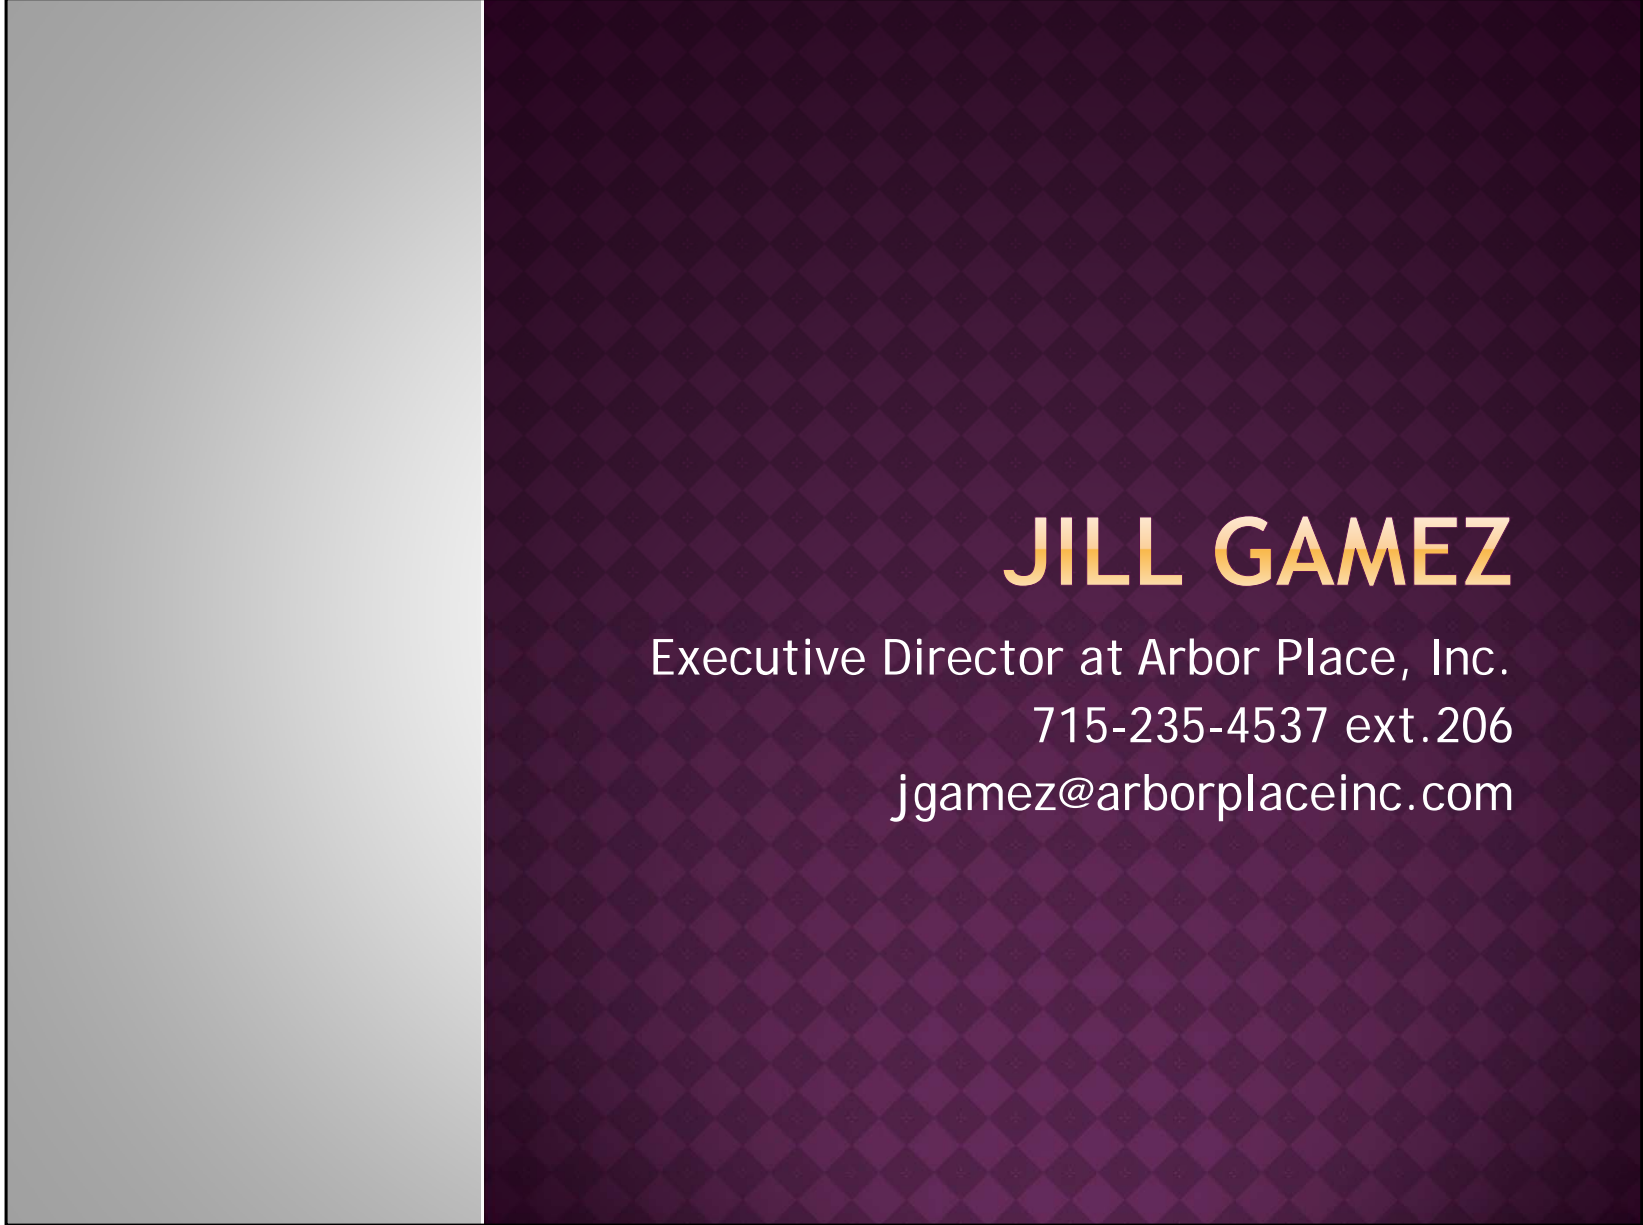 JILL GAMEZ
Executive Director at Arbor Place, Inc.
715-235-4537 ext.206
jgamez@arborplaceinc.com